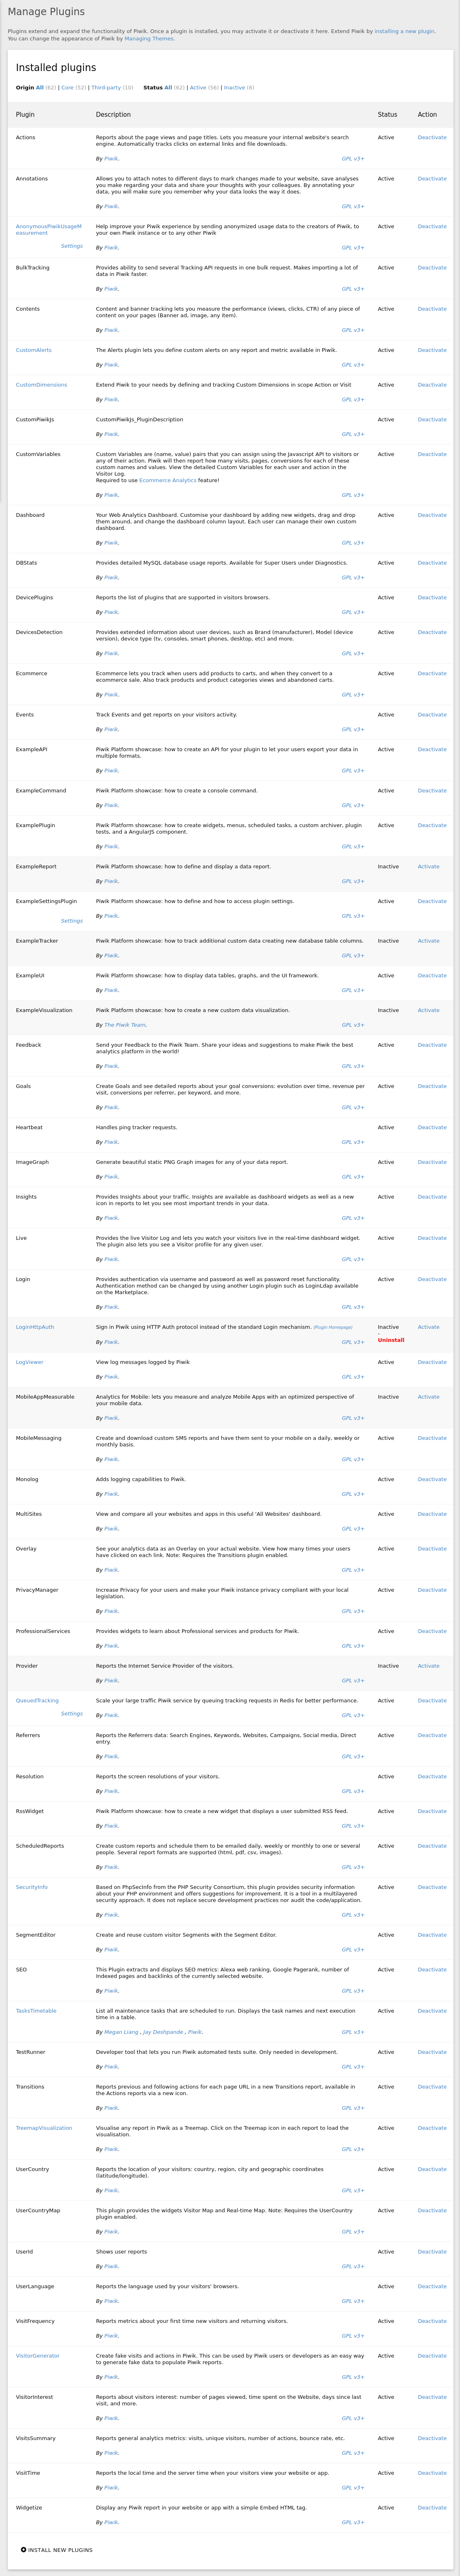 Manage Plugins
Plugins extend and expand the functionality of Piwik. Once a plugin is installed, you may activate it or deactivate it here. Extend Piwik by installing a new plugin.
You can change the appearance of Piwik by Managing Themes.
Installed plugins
Origin All (62) | Core (52) | Third-party (10) Status All (62) | Active (56) | Inactive (6)
Plugin Description Status Action
Actions Reports about the page views and page titles. Lets you measure your internal website's search Active Deactivate
engine. Automatically tracks clicks on external links and file downloads.
By Piwik. GPL v3+
Annotations Allows you to attach notes to different days to mark changes made to your website, save analyses Active Deactivate
you make regarding your data and share your thoughts with your colleagues. By annotating your
data, you will make sure you remember why your data looks the way it does.
By Piwik. GPL v3+
AnonymousPiwikUsageM Help improve your Piwik experience by sending anonymized usage data to the creators of Piwik, to Active Deactivate
easurement your own Piwik instance or to any other Piwik
Settings By Piwik. GPL v3+
BulkTracking Provides ability to send several Tracking API requests in one bulk request. Makes importing a lot of Active Deactivate
data in Piwik faster.
By Piwik. GPL v3+
Contents Content and banner tracking lets you measure the performance (views, clicks, CTR) of any piece of Active Deactivate
content on your pages (Banner ad, image, any item).
By Piwik. GPL v3+
CustomAlerts The Alerts plugin lets you define custom alerts on any report and metric available in Piwik. Active Deactivate
By Piwik. GPL v3+
CustomDimensions Extend Piwik to your needs by defining and tracking Custom Dimensions in scope Action or Visit Active Deactivate
By Piwik. GPL v3+
CustomPiwikJs CustomPiwikJs_PluginDescription Active Deactivate
By Piwik. GPL v3+
CustomVariables Custom Variables are (name, value) pairs that you can assign using the Javascript API to visitors or Active Deactivate
any of their action. Piwik will then report how many visits, pages, conversions for each of these
custom names and values. View the detailed Custom Variables for each user and action in the
Visitor Log.
Required to use Ecommerce Analytics feature!
By Piwik. GPL v3+
Dashboard Your Web Analytics Dashboard. Customise your dashboard by adding new widgets, drag and drop Active Deactivate
them around, and change the dashboard column layout. Each user can manage their own custom
dashboard.
By Piwik. GPL v3+
DBStats Provides detailed MySQL database usage reports. Available for Super Users under Diagnostics. Active Deactivate
By Piwik. GPL v3+
DevicePlugins Reports the list of plugins that are supported in visitors browsers. Active Deactivate
By Piwik. GPL v3+
DevicesDetection Provides extended information about user devices, such as Brand (manufacturer), Model (device Active Deactivate
version), device type (tv, consoles, smart phones, desktop, etc) and more.
By Piwik. GPL v3+
Ecommerce Ecommerce lets you track when users add products to carts, and when they convert to a Active Deactivate
ecommerce sale. Also track products and product categories views and abandoned carts.
By Piwik. GPL v3+
Events Track Events and get reports on your visitors activity. Active Deactivate
By Piwik. GPL v3+
ExampleAPI Piwik Platform showcase: how to create an API for your plugin to let your users export your data in Active Deactivate
multiple formats.
By Piwik. GPL v3+
ExampleCommand Piwik Platform showcase: how to create a console command. Active Deactivate
By Piwik. GPL v3+
ExamplePlugin Piwik Platform showcase: how to create widgets, menus, scheduled tasks, a custom archiver, plugin Active Deactivate
tests, and a AngularJS component.
By Piwik. GPL v3+
ExampleReport Piwik Platform showcase: how to define and display a data report. Inactive Activate
By Piwik. GPL v3+
ExampleSettingsPlugin Piwik Platform showcase: how to define and how to access plugin settings. Active Deactivate
By Piwik. GPL v3+
Settings
ExampleTracker Piwik Platform showcase: how to track additional custom data creating new database table columns. Inactive Activate
By Piwik. GPL v3+
ExampleUI Piwik Platform showcase: how to display data tables, graphs, and the UI framework. Active Deactivate
By Piwik. GPL v3+
ExampleVisualization Piwik Platform showcase: how to create a new custom data visualization. Inactive Activate
By The Piwik Team. GPL v3+
Feedback Send your Feedback to the Piwik Team. Share your ideas and suggestions to make Piwik the best Active Deactivate
analytics platform in the world!
By Piwik. GPL v3+
Goals Create Goals and see detailed reports about your goal conversions: evolution over time, revenue per Active Deactivate
visit, conversions per referrer, per keyword, and more.
By Piwik. GPL v3+
Heartbeat Handles ping tracker requests. Active Deactivate
By Piwik. GPL v3+
ImageGraph Generate beautiful static PNG Graph images for any of your data report. Active Deactivate
By Piwik. GPL v3+
Insights Provides Insights about your traffic. Insights are available as dashboard widgets as well as a new Active Deactivate
icon in reports to let you see most important trends in your data.
By Piwik. GPL v3+
Live Provides the live Visitor Log and lets you watch your visitors live in the real-time dashboard widget. Active Deactivate
The plugin also lets you see a Visitor profile for any given user.
By Piwik. GPL v3+
Login Provides authentication via username and password as well as password reset functionality. Active Deactivate
Authentication method can be changed by using another Login plugin such as LoginLdap available
on the Marketplace.
By Piwik. GPL v3+
LoginHttpAuth Sign in Piwik using HTTP Auth protocol instead of the standard Login mechanism. (Plugin Homepage) Inactive Activate
- Uninstall
By Piwik. GPL v3+
LogViewer View log messages logged by Piwik Active Deactivate
By Piwik. GPL v3+
MobileAppMeasurable Analytics for Mobile: lets you measure and analyze Mobile Apps with an optimized perspective of Inactive Activate
your mobile data.
By Piwik. GPL v3+
MobileMessaging Create and download custom SMS reports and have them sent to your mobile on a daily, weekly or Active Deactivate
monthly basis.
By Piwik. GPL v3+
Monolog Adds logging capabilities to Piwik. Active Deactivate
By Piwik. GPL v3+
MultiSites View and compare all your websites and apps in this useful 'All Websites' dashboard. Active Deactivate
By Piwik. GPL v3+
Overlay See your analytics data as an Overlay on your actual website. View how many times your users Active Deactivate
have clicked on each link. Note: Requires the Transitions plugin enabled.
By Piwik. GPL v3+
PrivacyManager Increase Privacy for your users and make your Piwik instance privacy compliant with your local Active Deactivate
legislation.
By Piwik. GPL v3+
ProfessionalServices Provides widgets to learn about Professional services and products for Piwik. Active Deactivate
By Piwik. GPL v3+
Provider Reports the Internet Service Provider of the visitors. Inactive Activate
By Piwik. GPL v3+
QueuedTracking Scale your large traffic Piwik service by queuing tracking requests in Redis for better performance. Active Deactivate
Settings By Piwik. GPL v3+
Referrers Reports the Referrers data: Search Engines, Keywords, Websites, Campaigns, Social media, Direct Active Deactivate
entry.
By Piwik. GPL v3+
Resolution Reports the screen resolutions of your visitors. Active Deactivate
By Piwik. GPL v3+
RssWidget Piwik Platform showcase: how to create a new widget that displays a user submitted RSS feed. Active Deactivate
By Piwik. GPL v3+
ScheduledReports Create custom reports and schedule them to be emailed daily, weekly or monthly to one or several Active Deactivate
people. Several report formats are supported (html, pdf, csv, images).
By Piwik. GPL v3+
SecurityInfo Based on PhpSecInfo from the PHP Security Consortium, this plugin provides security information Active Deactivate
about your PHP environment and offers suggestions for improvement. It is a tool in a multilayered
security approach. It does not replace secure development practices nor audit the code/application.
By Piwik. GPL v3+
SegmentEditor Create and reuse custom visitor Segments with the Segment Editor. Active Deactivate
By Piwik. GPL v3+
SEO This Plugin extracts and displays SEO metrics: Alexa web ranking, Google Pagerank, number of Active Deactivate
Indexed pages and backlinks of the currently selected website.
By Piwik. GPL v3+
TasksTimetable List all maintenance tasks that are scheduled to run. Displays the task names and next execution Active Deactivate
time in a table.
By Megan Liang , Jay Deshpande , Piwik. GPL v3+
TestRunner Developer tool that lets you run Piwik automated tests suite. Only needed in development. Active Deactivate
By Piwik. GPL v3+
Transitions Reports previous and following actions for each page URL in a new Transitions report, available in Active Deactivate
the Actions reports via a new icon.
By Piwik. GPL v3+
TreemapVisualization Visualise any report in Piwik as a Treemap. Click on the Treemap icon in each report to load the Active Deactivate
visualisation.
By Piwik. GPL v3+
UserCountry Reports the location of your visitors: country, region, city and geographic coordinates Active Deactivate
(latitude/longitude).
By Piwik. GPL v3+
UserCountryMap This plugin provides the widgets Visitor Map and Real-time Map. Note: Requires the UserCountry Active Deactivate
plugin enabled.
By Piwik. GPL v3+
UserId Shows user reports Active Deactivate
By Piwik. GPL v3+
UserLanguage Reports the language used by your visitors' browsers. Active Deactivate
By Piwik. GPL v3+
VisitFrequency Reports metrics about your first time new visitors and returning visitors. Active Deactivate
By Piwik. GPL v3+
VisitorGenerator Create fake visits and actions in Piwik. This can be used by Piwik users or developers as an easy way Active Deactivate
to generate fake data to populate Piwik reports.
By Piwik. GPL v3+
VisitorInterest Reports about visitors interest: number of pages viewed, time spent on the Website, days since last Active Deactivate
visit, and more.
By Piwik. GPL v3+
VisitsSummary Reports general analytics metrics: visits, unique visitors, number of actions, bounce rate, etc. Active Deactivate
By Piwik. GPL v3+
VisitTime Reports the local time and the server time when your visitors view your website or app. Active Deactivate
By Piwik. GPL v3+
Widgetize Display any Piwik report in your website or app with a simple Embed HTML tag. Active Deactivate
By Piwik. GPL v3+
INSTALL NEW PLUGINS